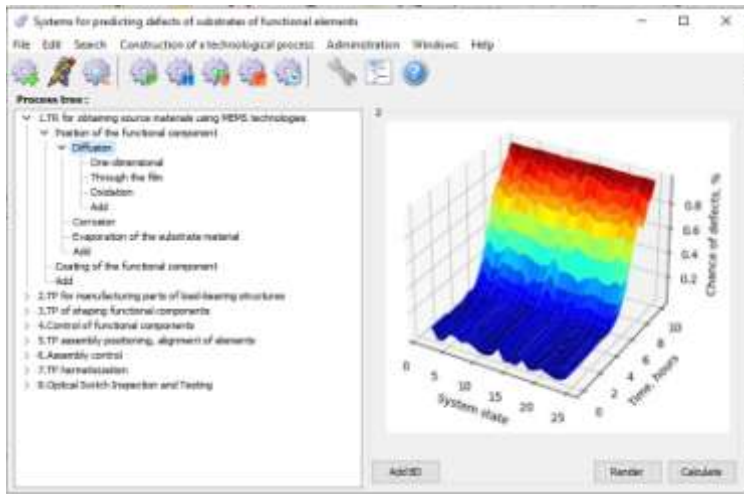 Systems for predicting defects of substrates of functional elements
File Edit Search Construction of a technological process Administration Windows Help
Process tree:
1.TP for obtaining source materials using MEMS technologies
Position of the functional component
Diffusion
One-dimensional
Through the film
Oxidation
Add
Corrosion
Evaporation of the substrate material
Add
Coating of the functional component
Add
2.TP for manufacturing parts of load-bearing structures
3.TP of shaping functional components
4.Control of functional components
5.TP assembly positioning, alignment of elements
6.Assembly control
7.TP hermetization
8.Optical Switch Inspection and Testing
0.8
0.6
0.4
0.2
Chance of defects, %
0 5 10 15 20 25
System state
0 2 4 6 8 10
Time, hours
Add 3D Render Calculate